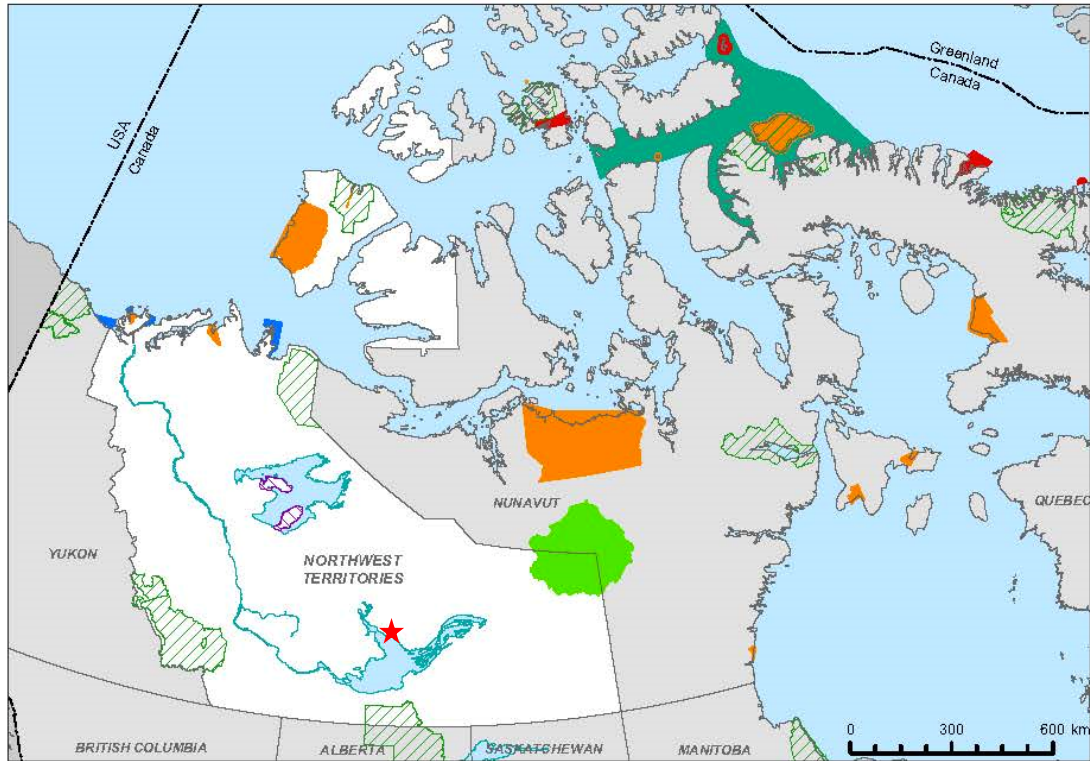 Greenland
Canada
USA
Canada
NUNAVUT
QUEBEC
YUKON
NORTHWEST
TERRITORIES
BRITISH COLUMBIA
ALBERTA
SASKATCHEWAN
MANITOBA
0 300 600 km